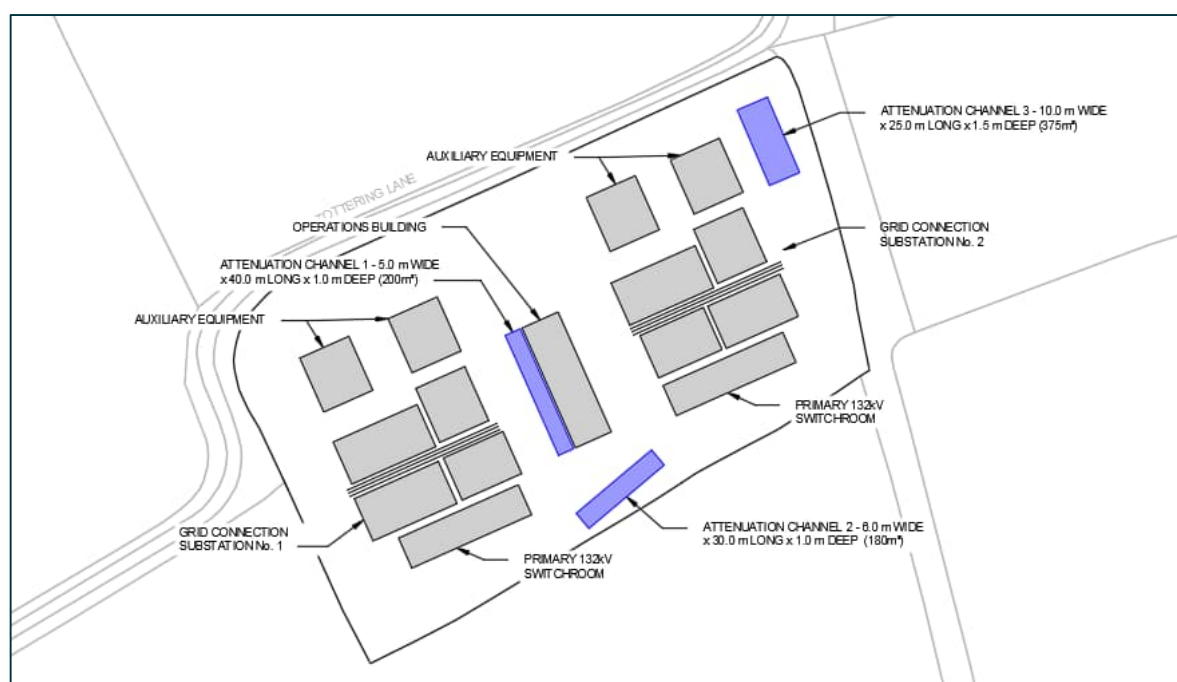 ATTENUATION CHANNEL 3 - 10.0 m WIDE
x 25.0 m LONG x 1.5 m DEEP (375m³)
AUXILIARY EQUIPMENT
TOTTERING LANE
OPERATIONS BUILDING
GRID CONNECTION
SUBSTATION No. 2
ATTENUATION CHANNEL 1 - 5.0 m WIDE
x 40.0 m LONG x 1.0 m DEEP (200m³)
AUXILIARY EQUIPMENT
PRIMARY 132kV
SWITCHROOM
GRID CONNECTION
SUBSTATION No. 1
ATTENUATION CHANNEL 2 - 6.0 m WIDE
x 30.0 m LONG x 1.0 m DEEP (180m³)
PRIMARY 132kV
SWITCHROOM